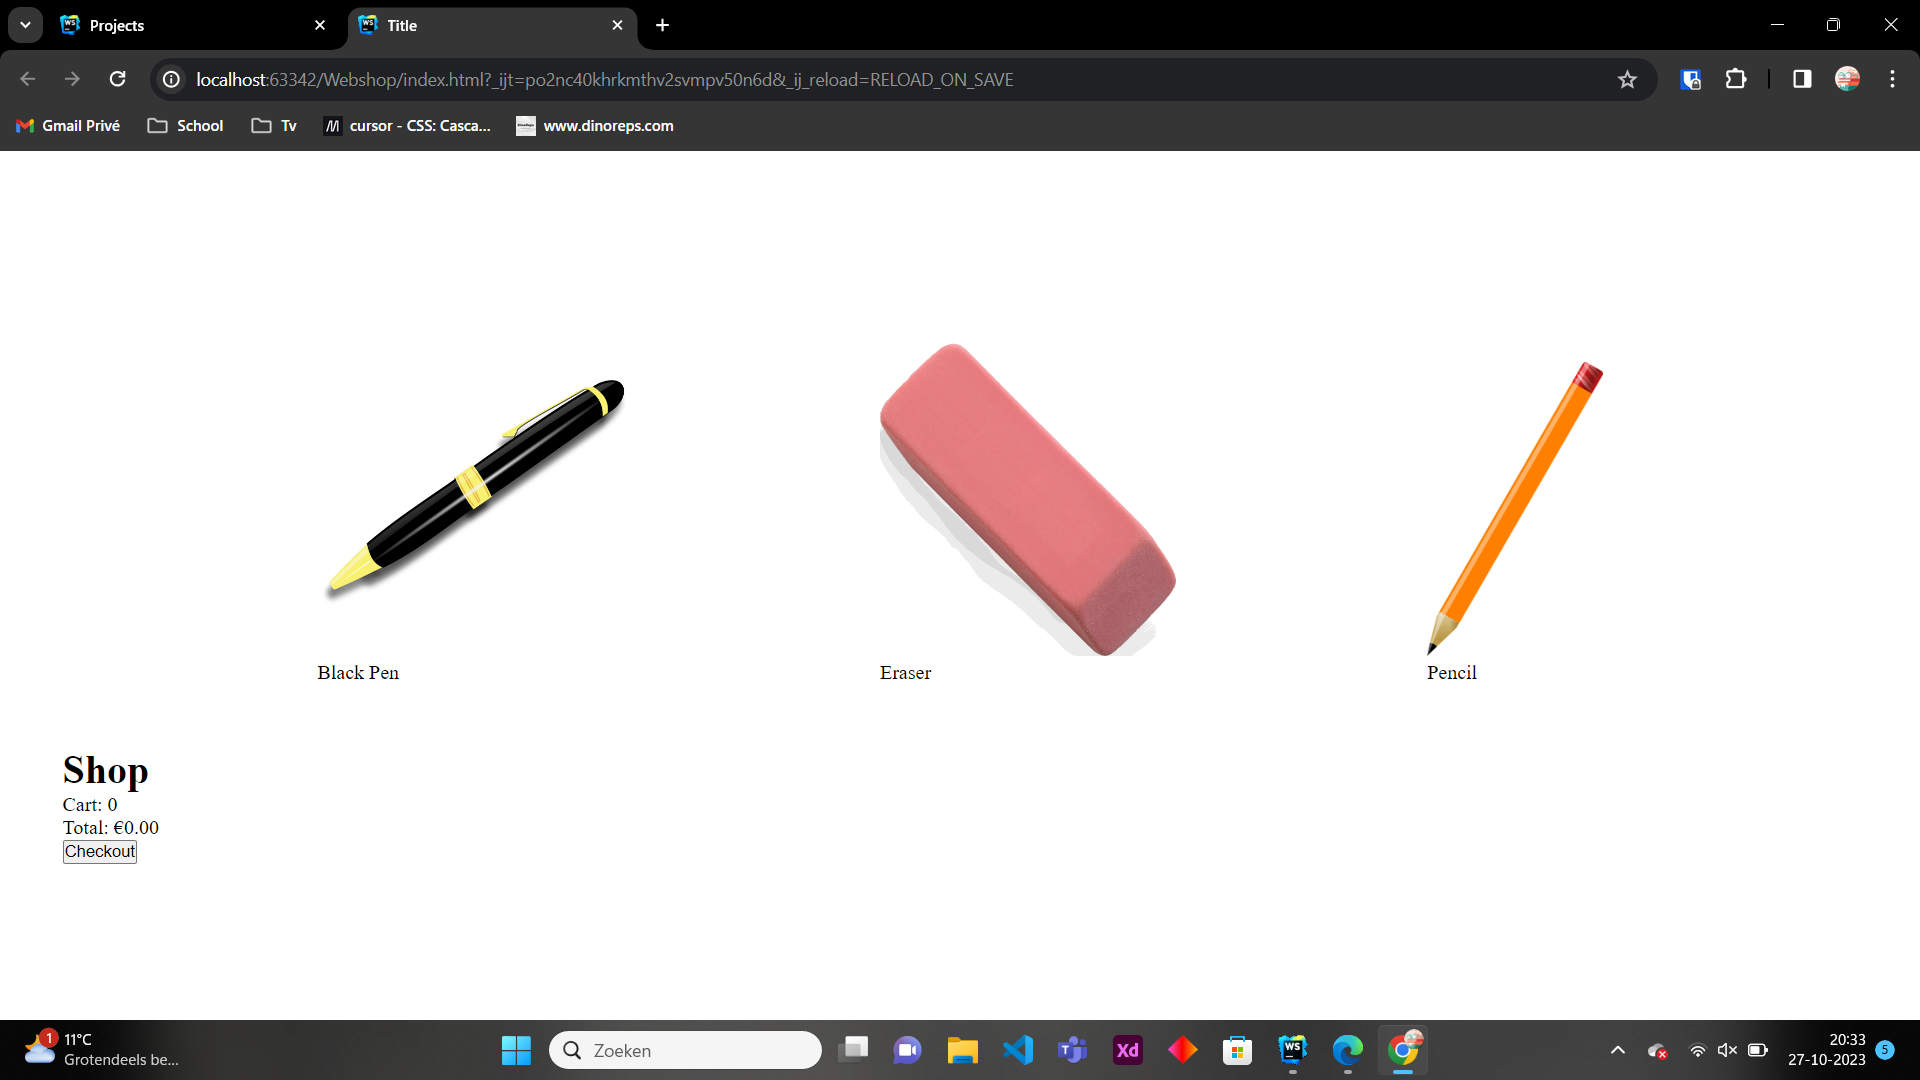 Projects
Title
localhost:63342/Webshop/index.html?_ijt=po2nc40khrkmthv2svmpv50n6d&_ij_reload=RELOAD_ON_SAVE
Gmail Privé
School
Tv
cursor - CSS: Casca...
www.dinoreps.com
Black Pen
Eraser
Pencil
Shop
Cart: 0
Total: €0.00
Checkout
1
11°C
Grotendeels be...
Zoeken
Xd
WS
20:33
27-10-2023
5